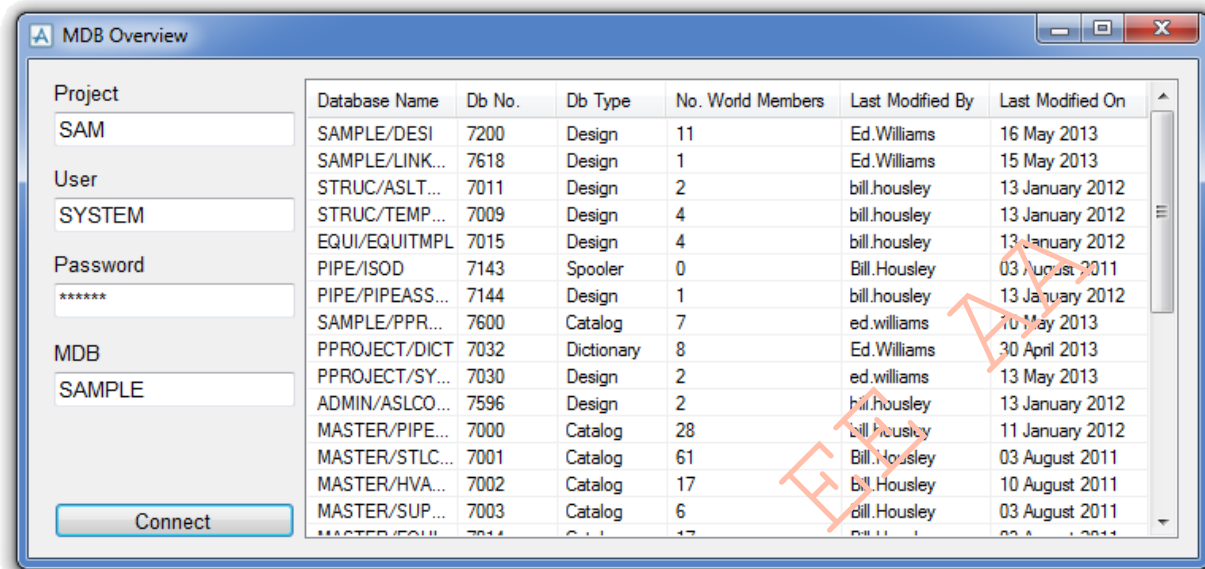 MDB Overview
Project
SAM
User
SYSTEM
Password
******
MDB
SAMPLE
Connect
Database Name Db No. Db Type No. World Members Last Modified By Last Modified On
SAMPLE/DESI 7200 Design 11 Ed.Williams 16 May 2013
SAMPLE/LINK... 7618 Design 1 Ed.Williams 15 May 2013
STRUC/ASLT... 7011 Design 2 bill.housley 13 January 2012
STRUC/TEMP... 7009 Design 4 bill.housley 13 January 2012
EQUI/EQUITMPL 7015 Design 4 bill.housley 13 January 2012
PIPE/ISOD 7143 Spooler 0 Bill.Housley 03 August 2011
PIPE/PIPEASS... 7144 Design 1 bill.housley 13 January 2012
SAMPLE/PPR... 7600 Catalog 7 ed.williams 10 May 2013
PPROJECT/DICT 7032 Dictionary 8 Ed.Williams 30 April 2013
PPROJECT/SY... 7030 Design 2 ed.williams 13 May 2013
ADMIN/ASLCO... 7596 Design 2 bill.housley 13 January 2012
MASTER/PIPE... 7000 Catalog 28 bill.housley 11 January 2012
MASTER/STLC... 7001 Catalog 61 Bill.Housley 03 August 2011
MASTER/HVA... 7002 Catalog 17 Bill.Housley 10 August 2011
MASTER/SUP... 7003 Catalog 6 Bill.Housley 03 August 2011
EE AA